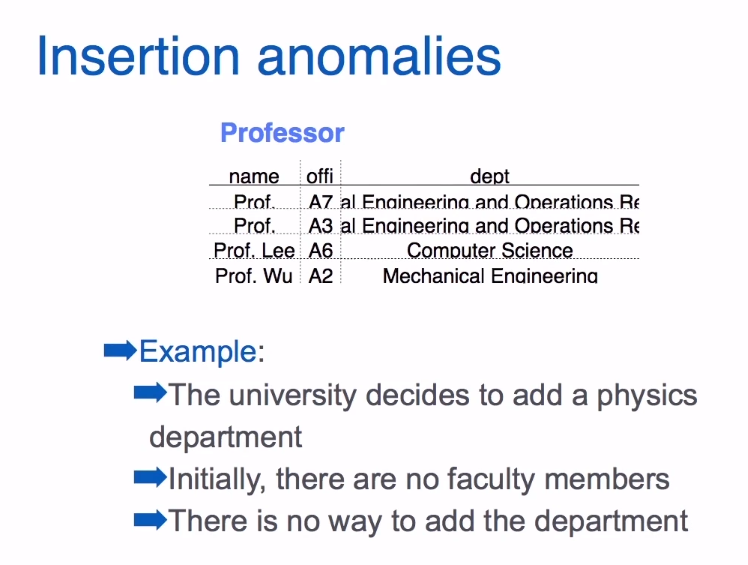 Insertion anomalies
Professor
name offi dept
Prof. A7 al Engineering and Operations Re
Prof. A3 al Engineering and Operations Re
Prof. Lee A6 Computer Science
Prof. Wu A2 Mechanical Engineering
Example:
The university decides to add a physics
department
Initially, there are no faculty members
There is no way to add the department